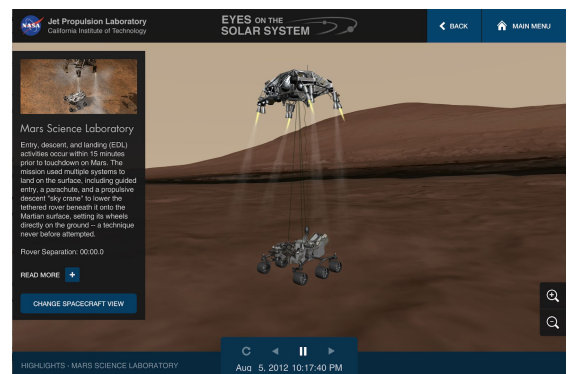 NASA
Jet Propulsion Laboratory
California Institute of Technology
EYES ON THE
SOLAR SYSTEM
BACK
MAIN MENU
Mars Science Laboratory
Entry, descent, and landing (EDL)
activities occur within 15 minutes
prior to touchdown on Mars. The
mission used multiple systems to
land on the surface, including guided
entry, a parachute, and a propulsive
descent "sky crane" to lower the
tethered rover beneath it onto the
Martian surface, setting its wheels
directly on the ground – a technique
never before attempted.
Rover Separation: 00:00.0
READ MORE +
CHANGE SPACECRAFT VIEW
HIGHLIGHTS › MARS SCIENCE LABORATORY
Aug 5, 2012 10:17:40 PM